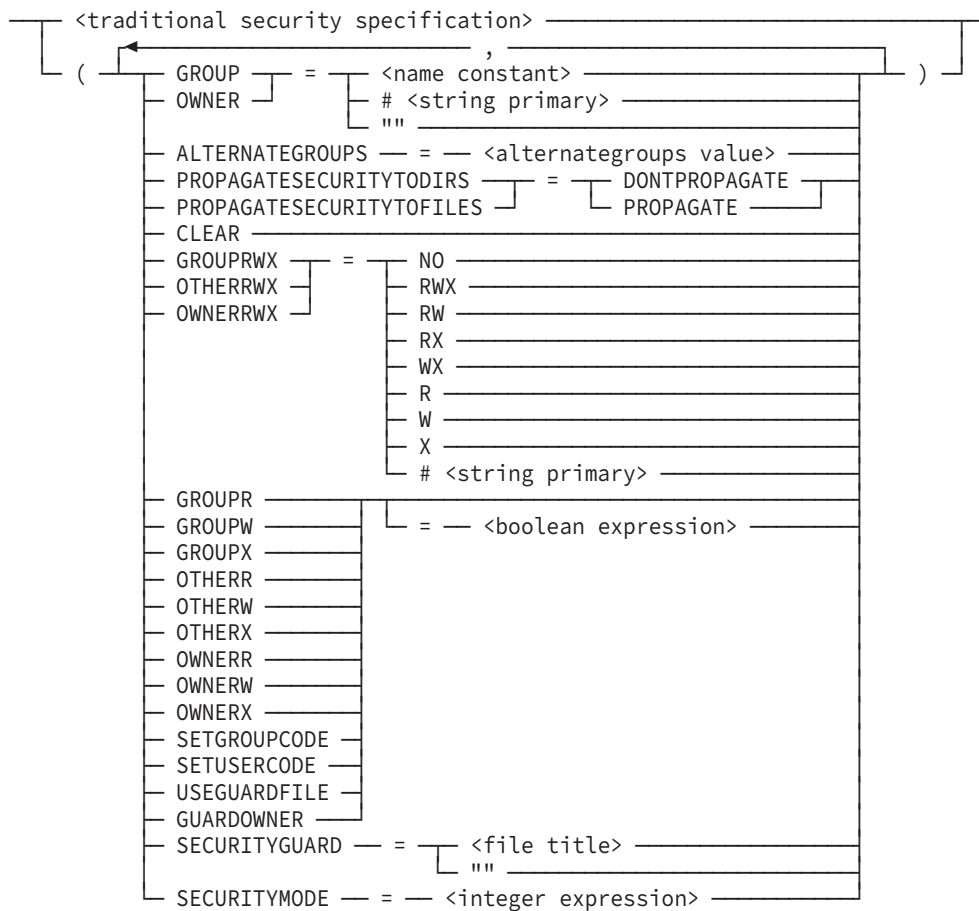 <traditional security specification>
,
( GROUP = <name constant> )
OWNER # <string primary>
""
ALTERNATEGROUPS = <alternategroups value>
PROPAGATESECURITYTODIRS = DONTPROPAGATE
PROPAGATESECURITYTOFILES PROPAGATE
CLEAR
GROUPRWX = NO
OTHERRWX RWX
OWNERRWX RW
RX
WX
R
W
X
# <string primary>
GROUPR
GROUPW = <boolean expression>
GROUPX
OTHERR
OTHERW
OTHERX
OWNERR
OWNERW
OWNERX
SETGROUPCODE
SETUSERCODE
USEGUARDFILE
GUARDOWNER
SECURITYGUARD = <file title>
""
SECURITYMODE = <integer expression>